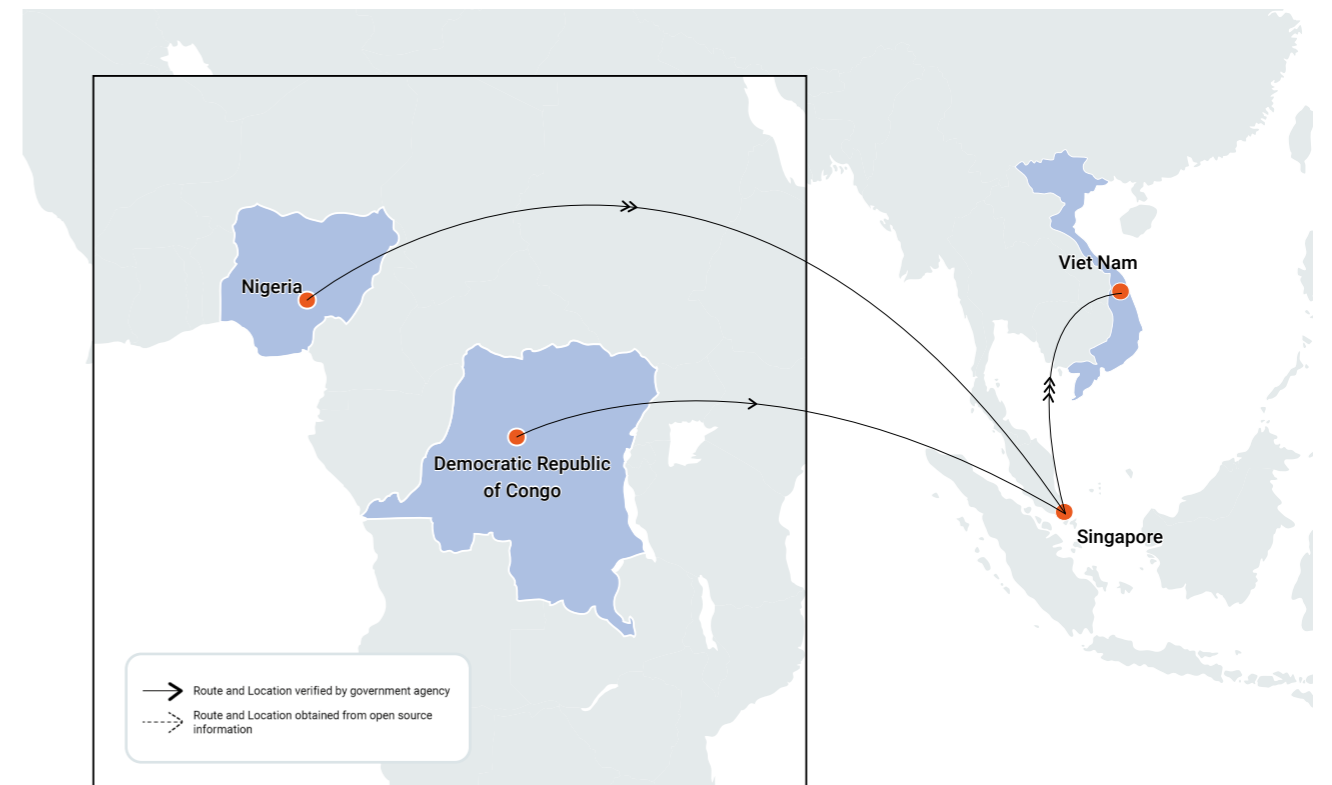 Viet Nam
Nigeria
Democratic Republic
of Congo
Singapore
Route and Location verified by government agency
Route and Location obtained from open source
information